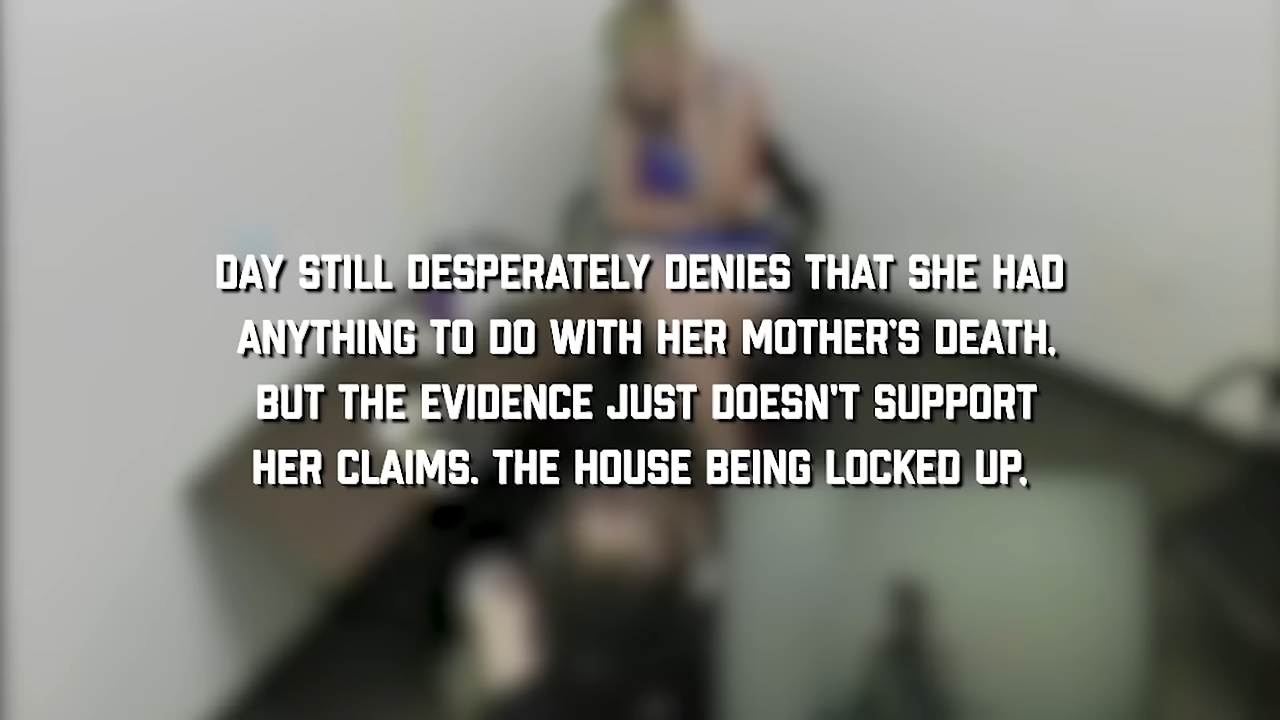 DAY STILL DESPERATELY DENIES THAT SHE HAD
ANYTHING TO DO WITH HER MOTHER'S DEATH.
BUT THE EVIDENCE JUST DOESN'T SUPPORT
HER CLAIMS. THE HOUSE BEING LOCKED UP.